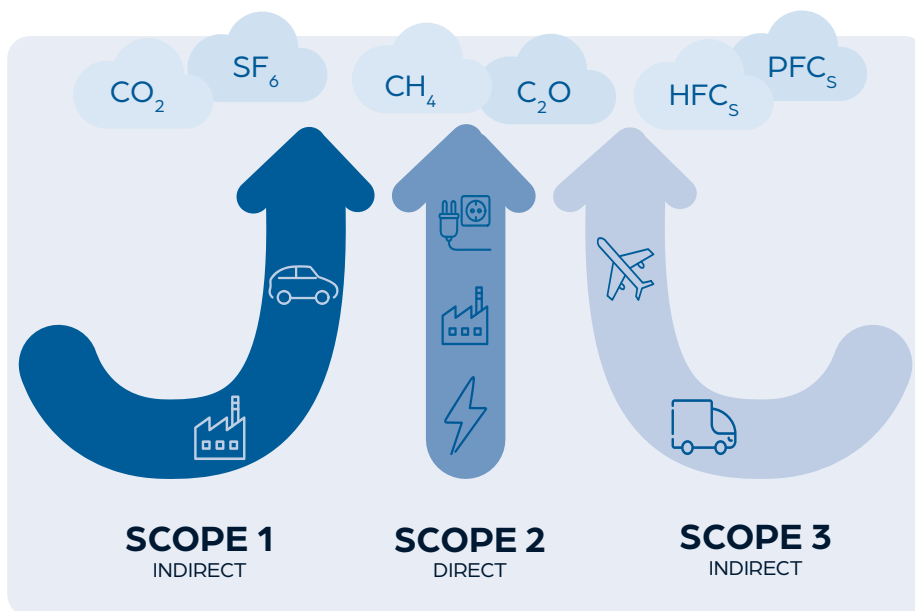 CO₂
SF₆
CH₄
C₂O
HFCₛ
PFCₛ
SCOPE 1
INDIRECT
SCOPE 2
DIRECT
SCOPE 3
INDIRECT